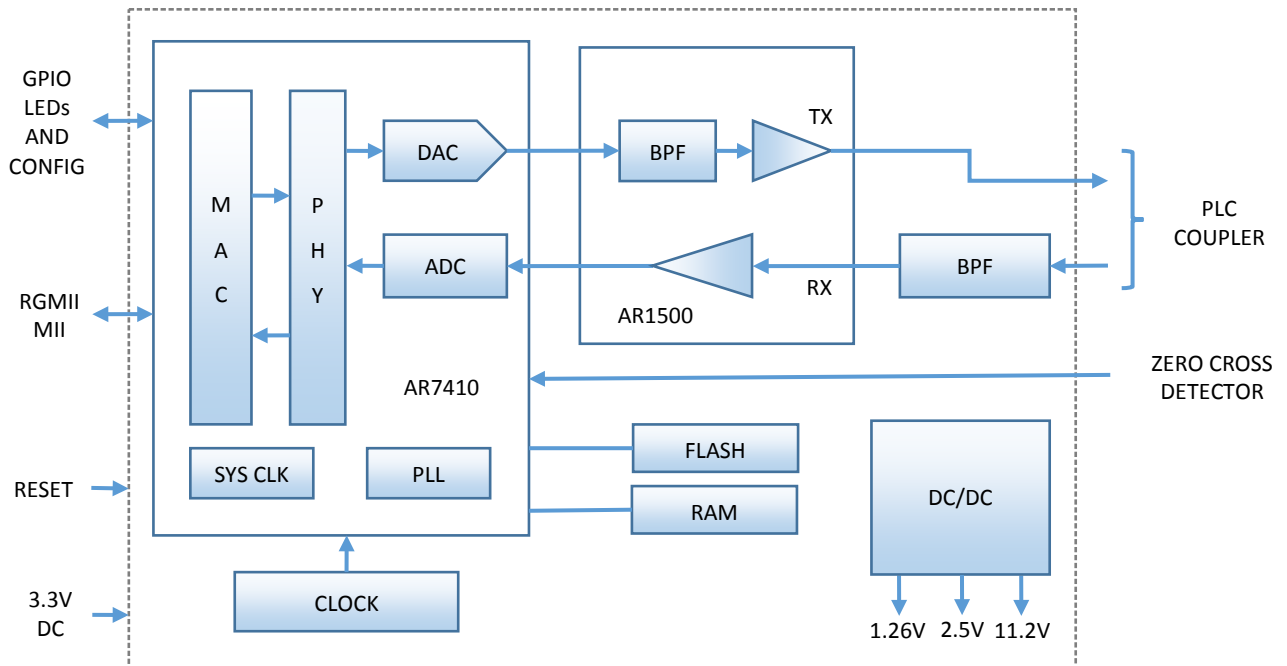 GPIO
LEDs
AND
CONFIG
RGMII
MII
RESET
3.3V
DC
M
A
C
P
H
Y
DAC
ADC
AR7410
SYS CLK
PLL
CLOCK
BPF
TX
RX
AR1500
BPF
PLC
COUPLER
ZERO CROSS
DETECTOR
FLASH
RAM
DC/DC
1.26V
2.5V
11.2V